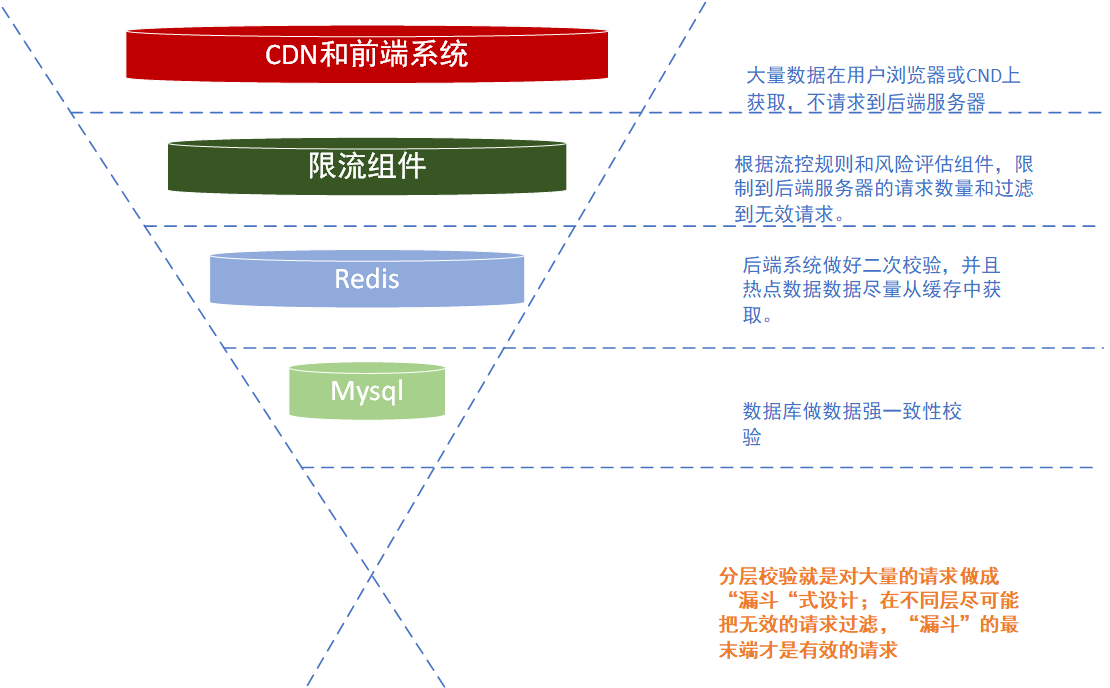 CDN和前端系统
大量数据在用户浏览器或CND上
获取，不请求到后端服务器
限流组件
根据流控规则和风险评估组件，限
制到后端服务器的请求数量和过滤
到无效请求。
Redis
后端系统做好二次校验，并且
热点数据数据尽量从缓存中获
取。
Mysql
数据库做数据强一致性校
验
分层校验就是对大量的请求做成
“漏斗“式设计；在不同层尽可能
把无效的请求过滤，“漏斗”的最
末端才是有效的请求